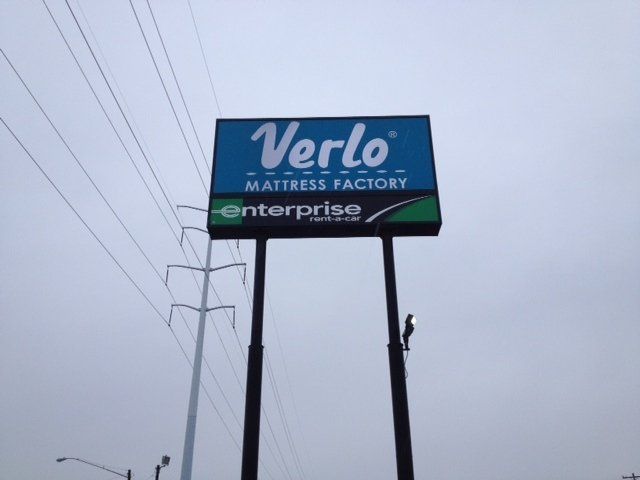 Verlo®
MATTRESS FACTORY
enterprise
rent-a-car